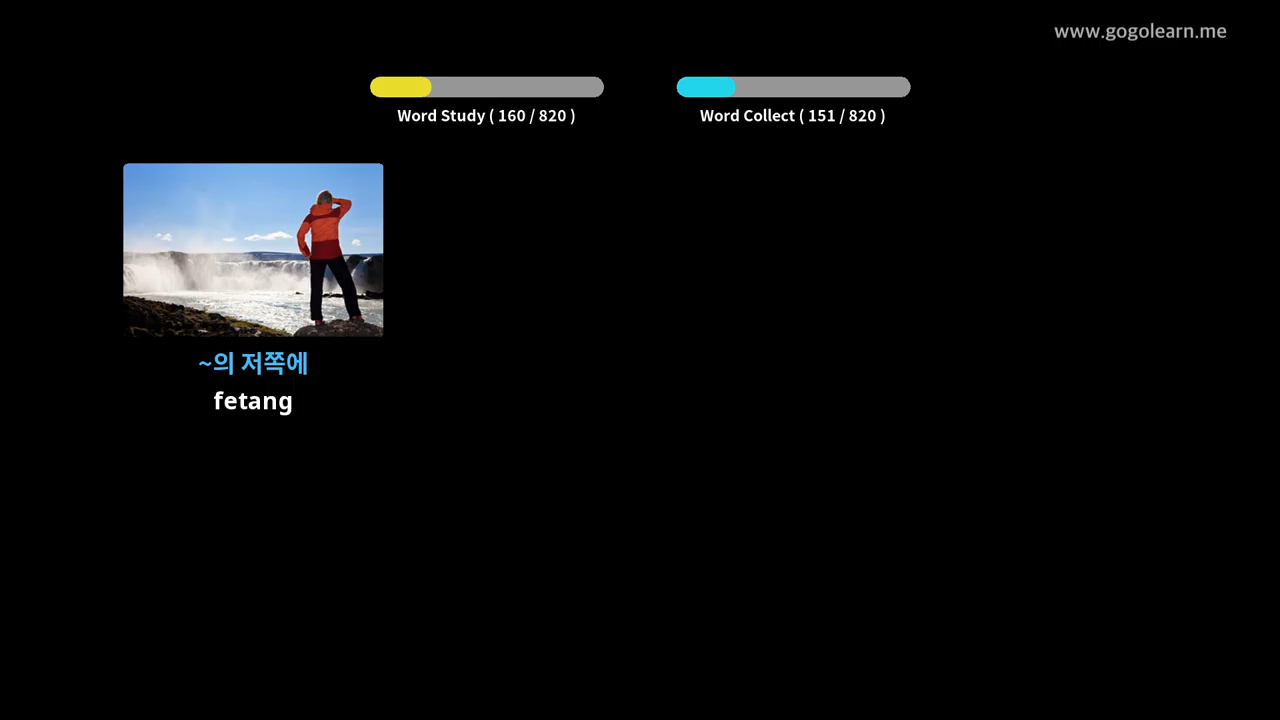 www.gogolearn.me
Word Study ( 160 / 820 )
Word Collect ( 151 / 820 )
~의 저쪽에
fetang